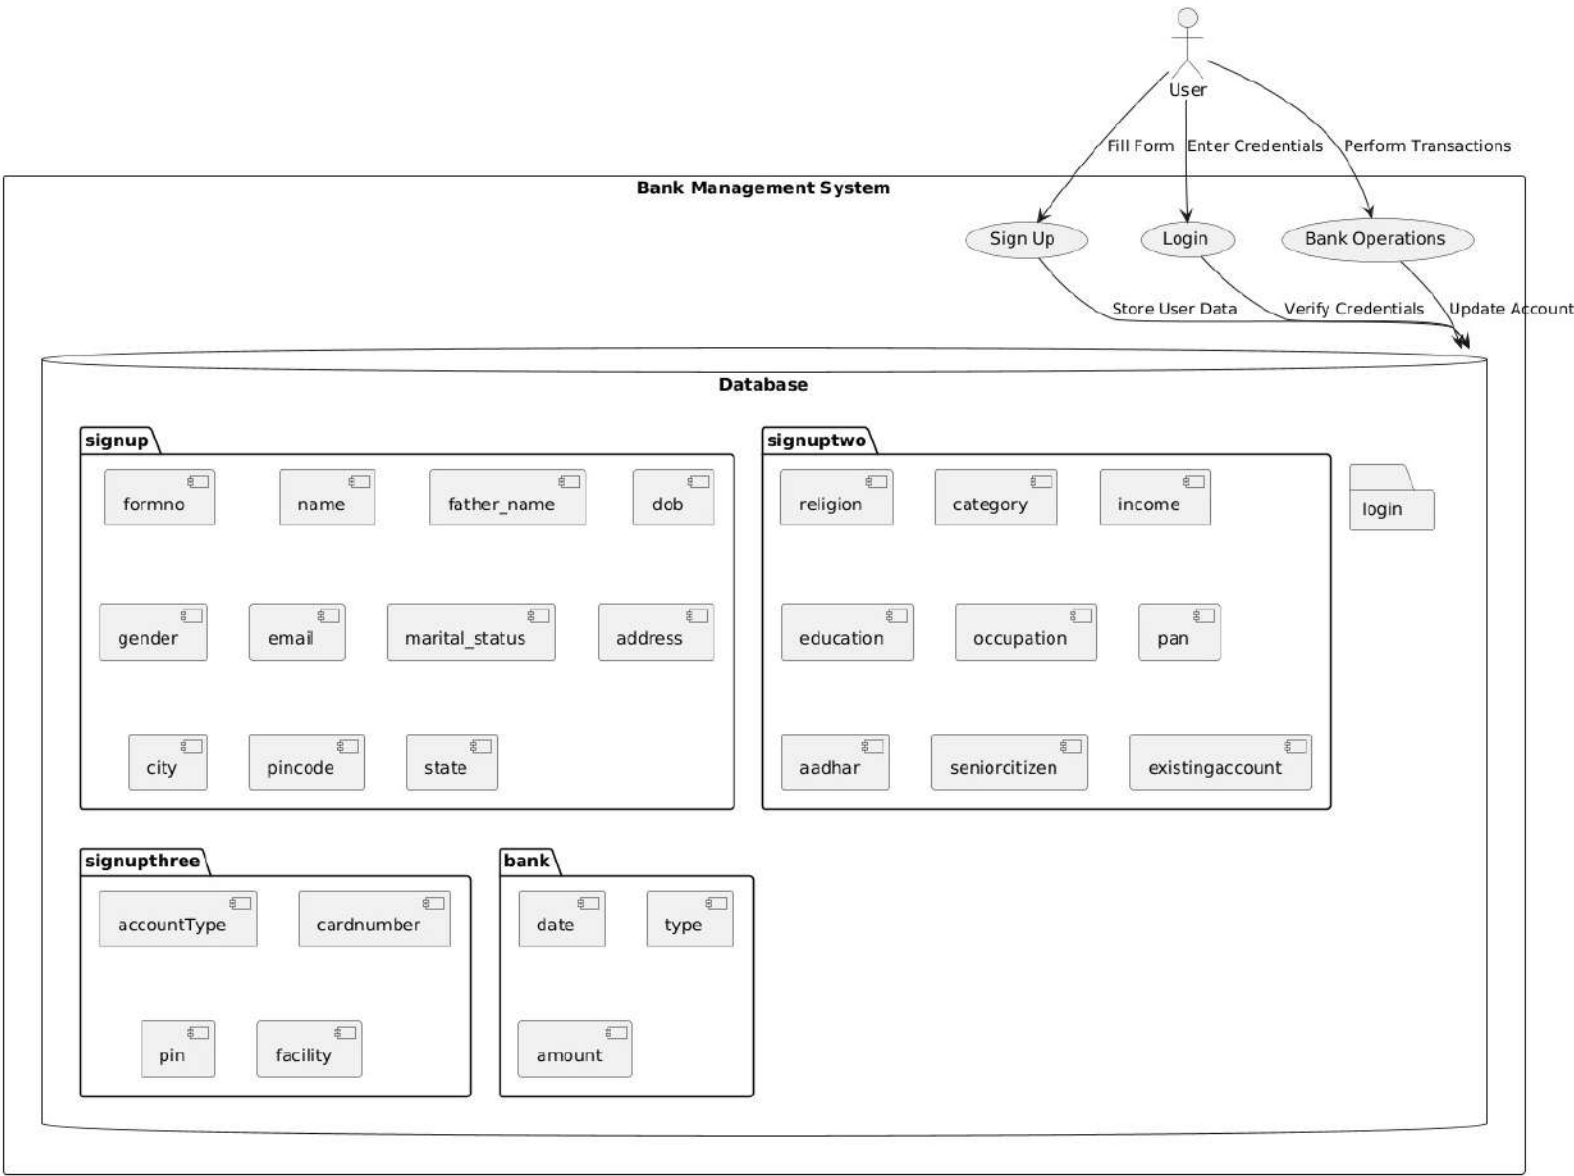 User
Fill Form
Enter Credentials
Perform Transactions
Bank Management System
Sign Up
Login
Bank Operations
Store User Data
Verify Credentials
Update Account
Database
signup
formno
name
father_name
dob
gender
email
marital_status
address
city
pincode
state
signuptwo
religion
category
income
education
occupation
pan
aadhar
seniorcitizen
existingaccount
login
signupthree
accountType
cardnumber
pin
facility
bank
date
type
amount